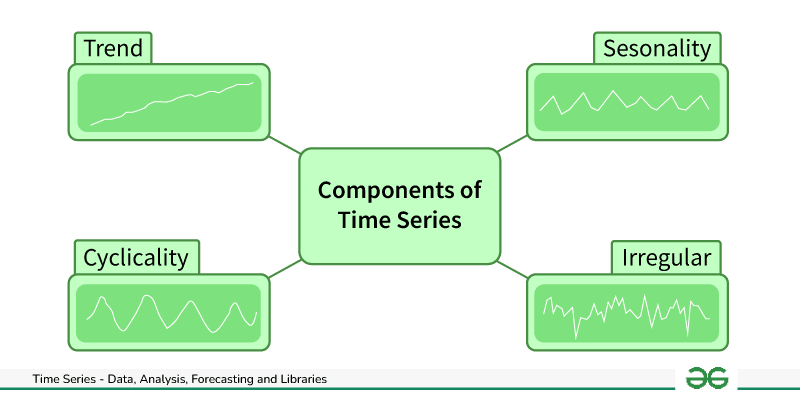 Trend
Sesonality
Components of
Time Series
Cyclicality
Irregular
Time Series - Data, Analysis, Forecasting and Libraries